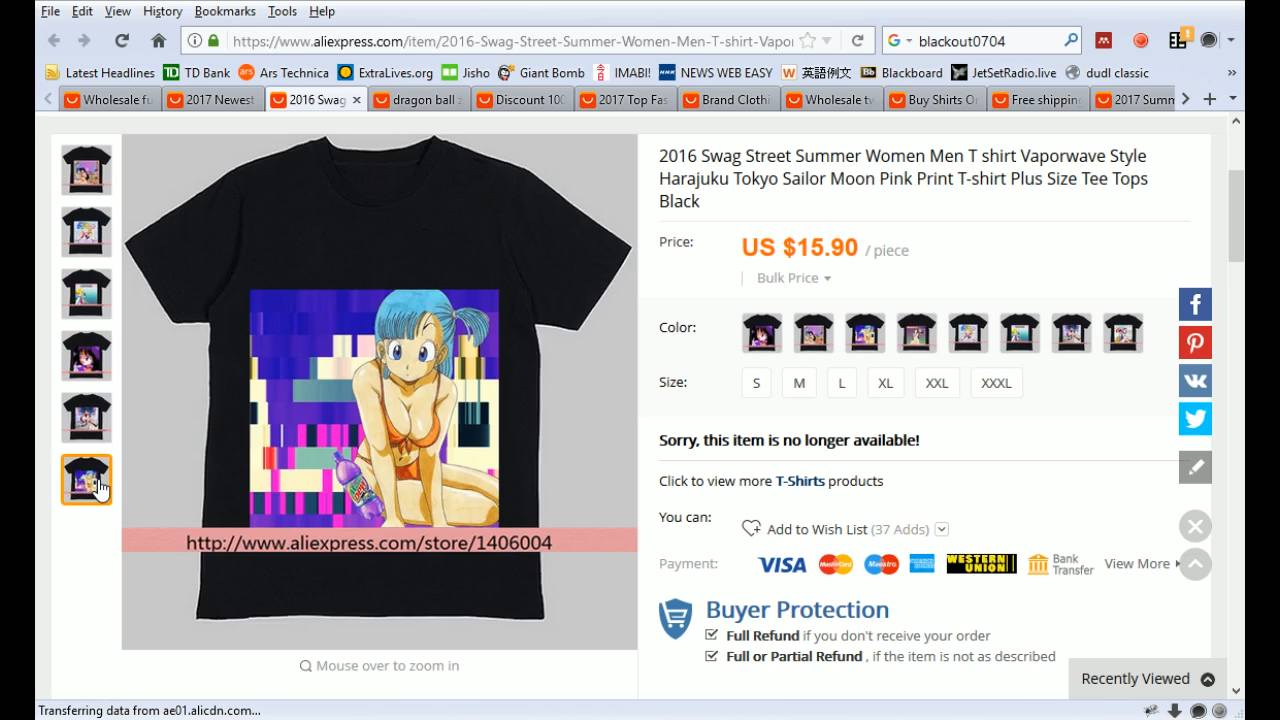 File Edit View History Bookmarks Tools Help
https://www.aliexpress.com/item/2016-Swag-Street-Summer-Women-Men-T-shirt-Vapor
blackout0704
1
Latest Headlines TD Bank Ars Technica ExtraLives.org Jisho Giant Bomb IMABI! NEWS WEB EASY 英語例文 Blackboard JetSetRadio.live dudl classic
Wholesale fu 2017 Newest 2016 Swag dragon ball z Discount 100 2017 Top Fas Brand Clothi Wholesale tv Buy Shirts O Free shipping 2017 Summ
2016 Swag Street Summer Women Men T shirt Vaporwave Style
Harajuku Tokyo Sailor Moon Pink Print T-shirt Plus Size Tee Tops
Black
Price: US $15.90 / piece
Bulk Price
Color:
Size: S M L XL XXL XXXL
Sorry, this item is no longer available!
Click to view more T-Shirts products
You can: Add to Wish List (37 Adds)
http://www.aliexpress.com/store/1406004
Payment: VISA MasterCard Maestro WESTERN UNION Bank Transfer View More
Buyer Protection
Full Refund if you don't receive your order
Full or Partial Refund , if the item is not as described
Mouse over to zoom in
Recently Viewed
Transferring data from ae01.alicdn.com...